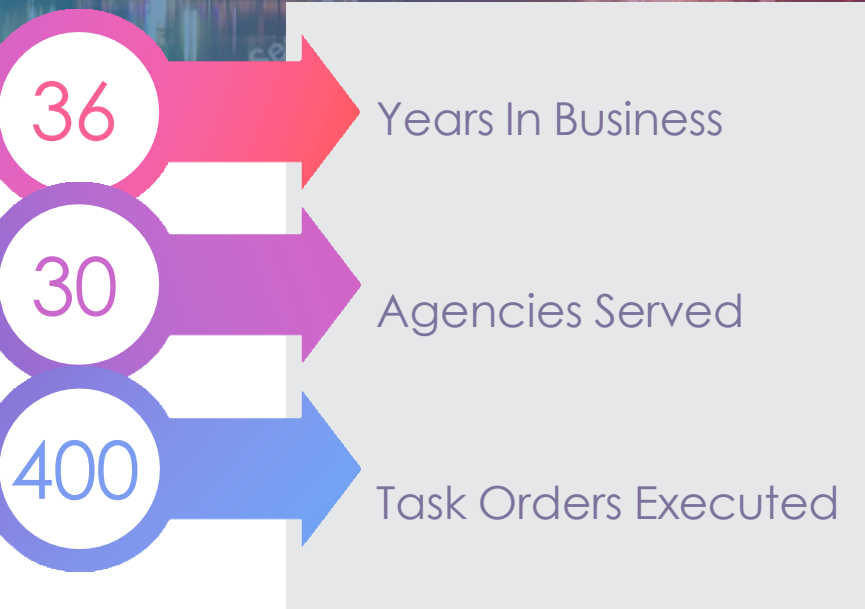 36
Years In Business
30
Agencies Served
400
Task Orders Executed